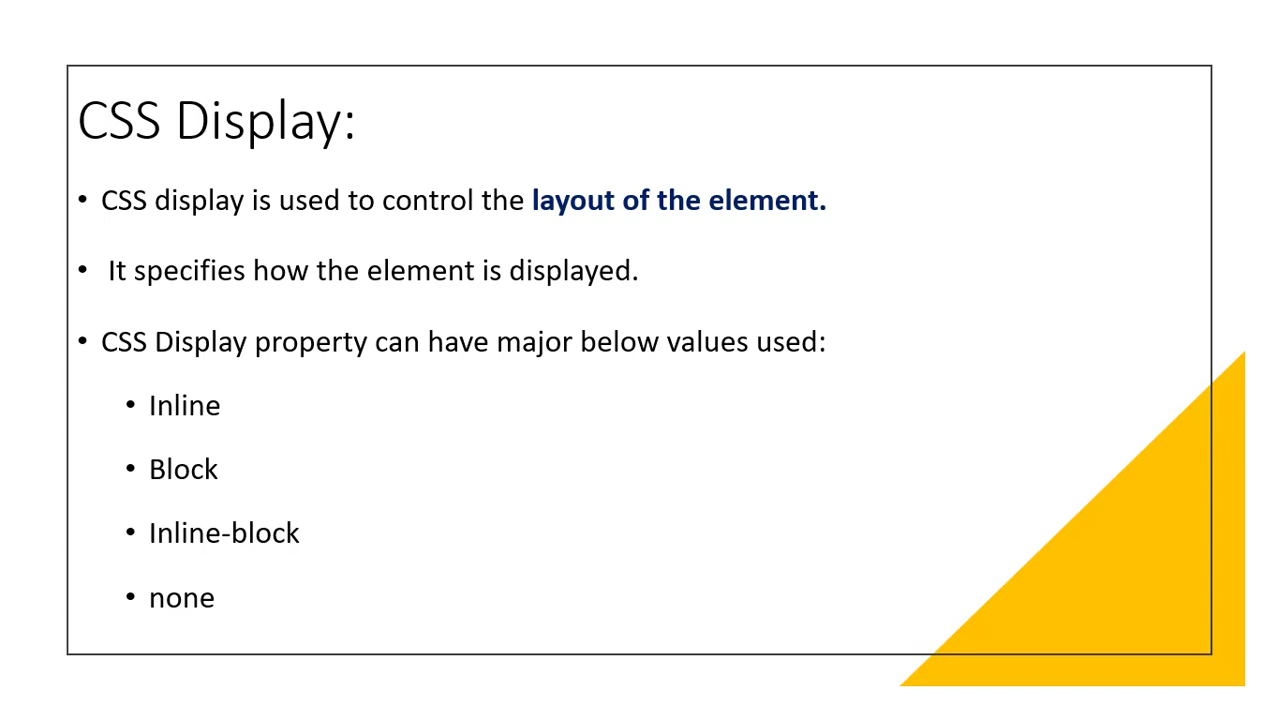 CSS Display:
• CSS display is used to control the layout of the element.
• It specifies how the element is displayed.
• CSS Display property can have major below values used:
• Inline
• Block
• Inline-block
• none